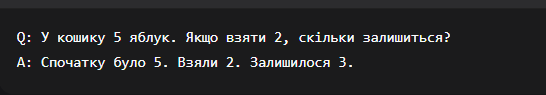 Q: У кошику 5 яблук. Якщо взяти 2, скільки залишиться?
A: Спочатку було 5. Взяли 2. Залишилося 3.